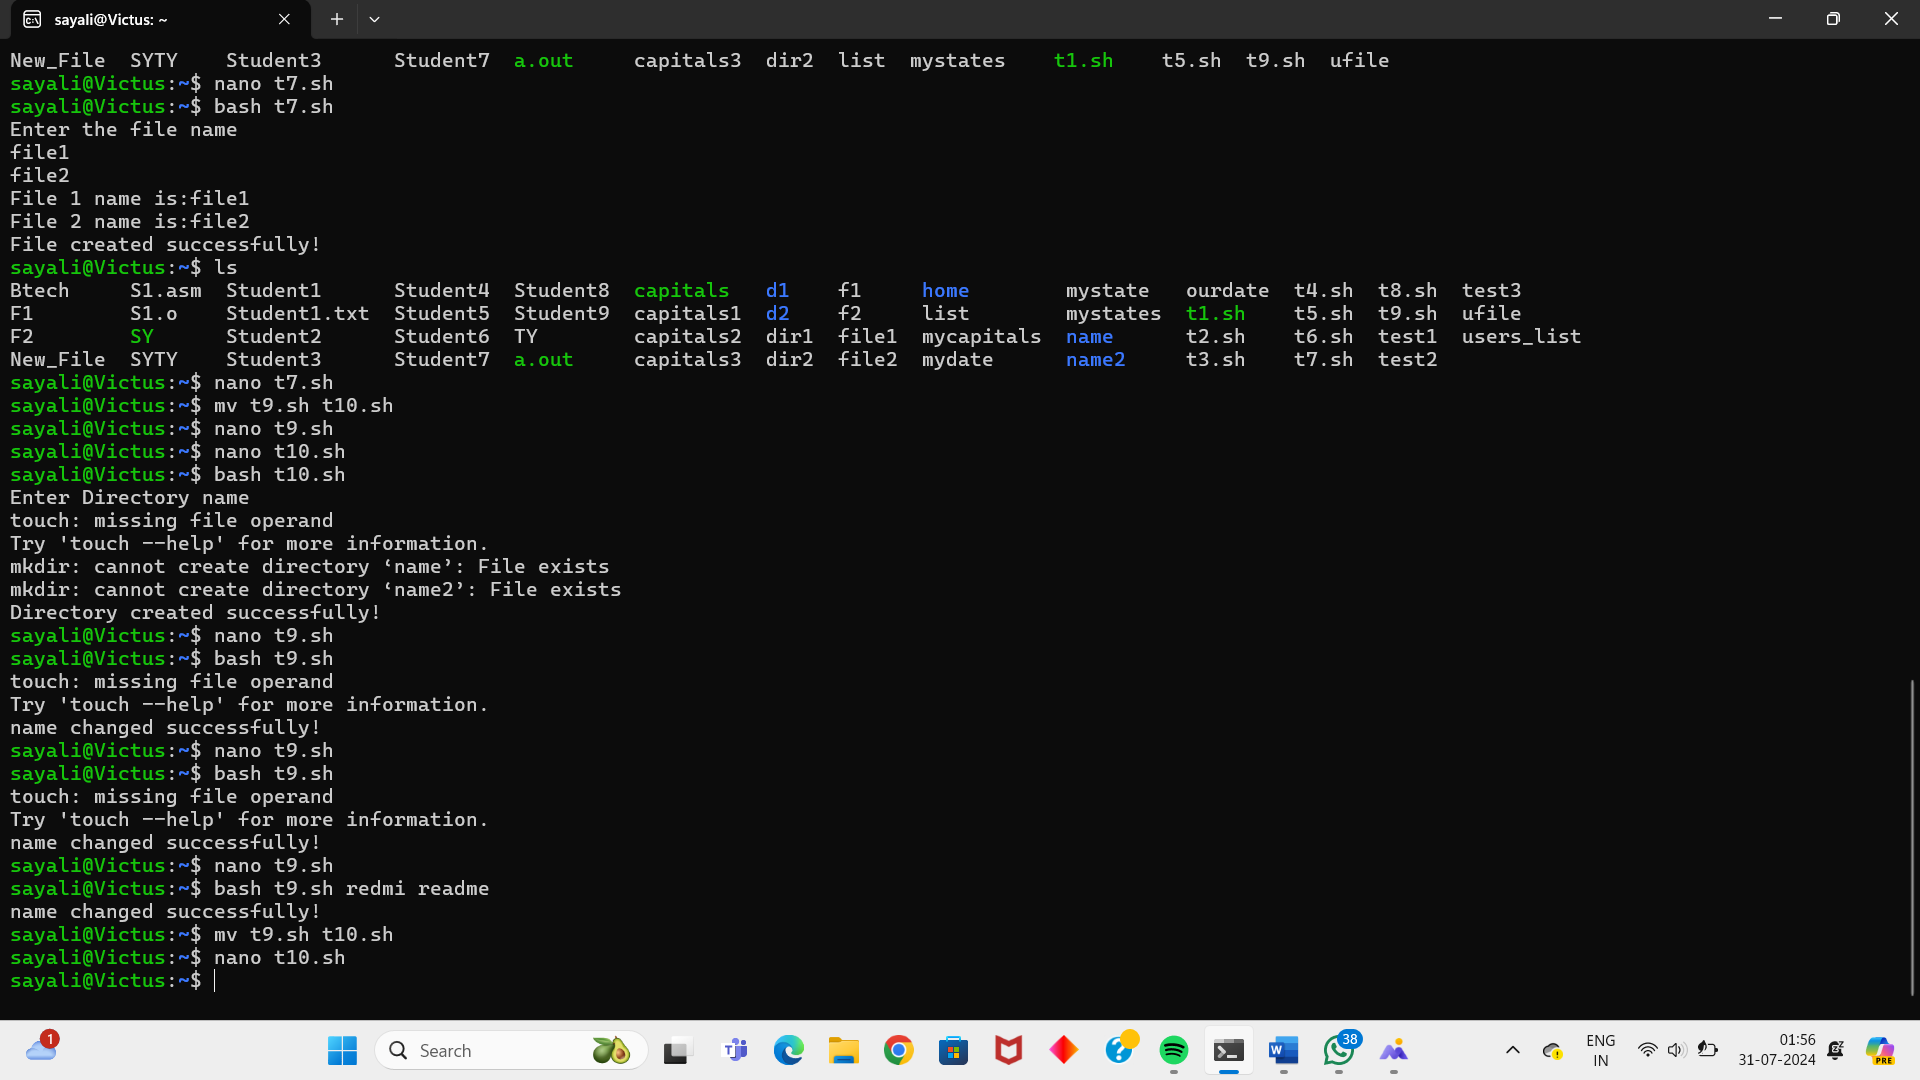 sayali@Victus: ~
New_File  SYTY    Student3      Student7  a.out     capitals3  dir2  list  mystates    t1.sh    t5.sh  t9.sh  ufile
sayali@Victus:~$ nano t7.sh
sayali@Victus:~$ bash t7.sh
Enter the file name
file1
file2
File 1 name is:file1
File 2 name is:file2
File created successfully!
sayali@Victus:~$ ls
Btech     S1.asm  Student1      Student4  Student8  capitals   d1    f1     home        mystate   ourdate  t4.sh  t8.sh  test3
F1        S1.o    Student1.txt  Student5  Student9  capitals1  d2    f2     list        mystates  t1.sh    t5.sh  t9.sh  ufile
F2        SY      Student2      Student6  TY        capitals2  dir1  file1  mycapitals  name      t2.sh    t6.sh  test1  users_list
New_File  SYTY    Student3      Student7  a.out     capitals3  dir2  file2  mydate      name2     t3.sh    t7.sh  test2
sayali@Victus:~$ nano t7.sh
sayali@Victus:~$ mv t9.sh t10.sh
sayali@Victus:~$ nano t9.sh
sayali@Victus:~$ nano t10.sh
sayali@Victus:~$ bash t10.sh
Enter Directory name
touch: missing file operand
Try 'touch --help' for more information.
mkdir: cannot create directory ‘name’: File exists
mkdir: cannot create directory ‘name2’: File exists
Directory created successfully!
sayali@Victus:~$ nano t9.sh
sayali@Victus:~$ bash t9.sh
touch: missing file operand
Try 'touch --help' for more information.
name changed successfully!
sayali@Victus:~$ nano t9.sh
sayali@Victus:~$ bash t9.sh
touch: missing file operand
Try 'touch --help' for more information.
name changed successfully!
sayali@Victus:~$ nano t9.sh
sayali@Victus:~$ bash t9.sh redmi readme
name changed successfully!
sayali@Victus:~$ mv t9.sh t10.sh
sayali@Victus:~$ nano t10.sh
sayali@Victus:~$
1
Search
38
ENG
IN
01:56
31-07-2024
PRE